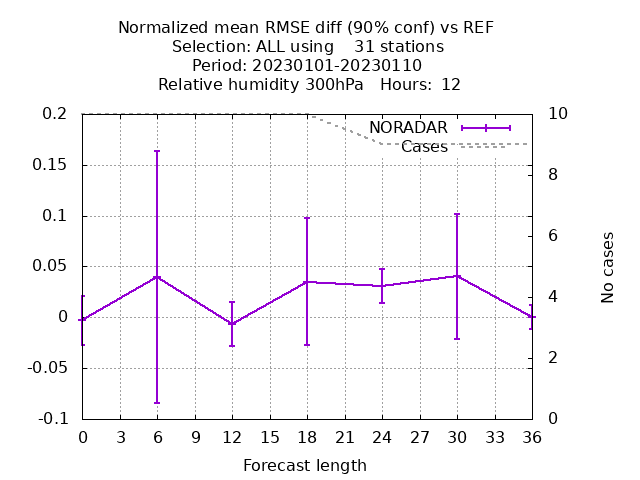 Normalized mean RMSE diff (90% conf) vs REF
Selection: ALL using    31 stations
Period: 20230101-20230110
Relative humidity 300hPa   Hours:  12
0.2
0.15
0.1
0.05
0
-0.05
-0.1
10
8
6
4
2
0
NORADAR
Cases
No cases
0 3 6 9 12 15 18 21 24 27 30 33 36
Forecast length